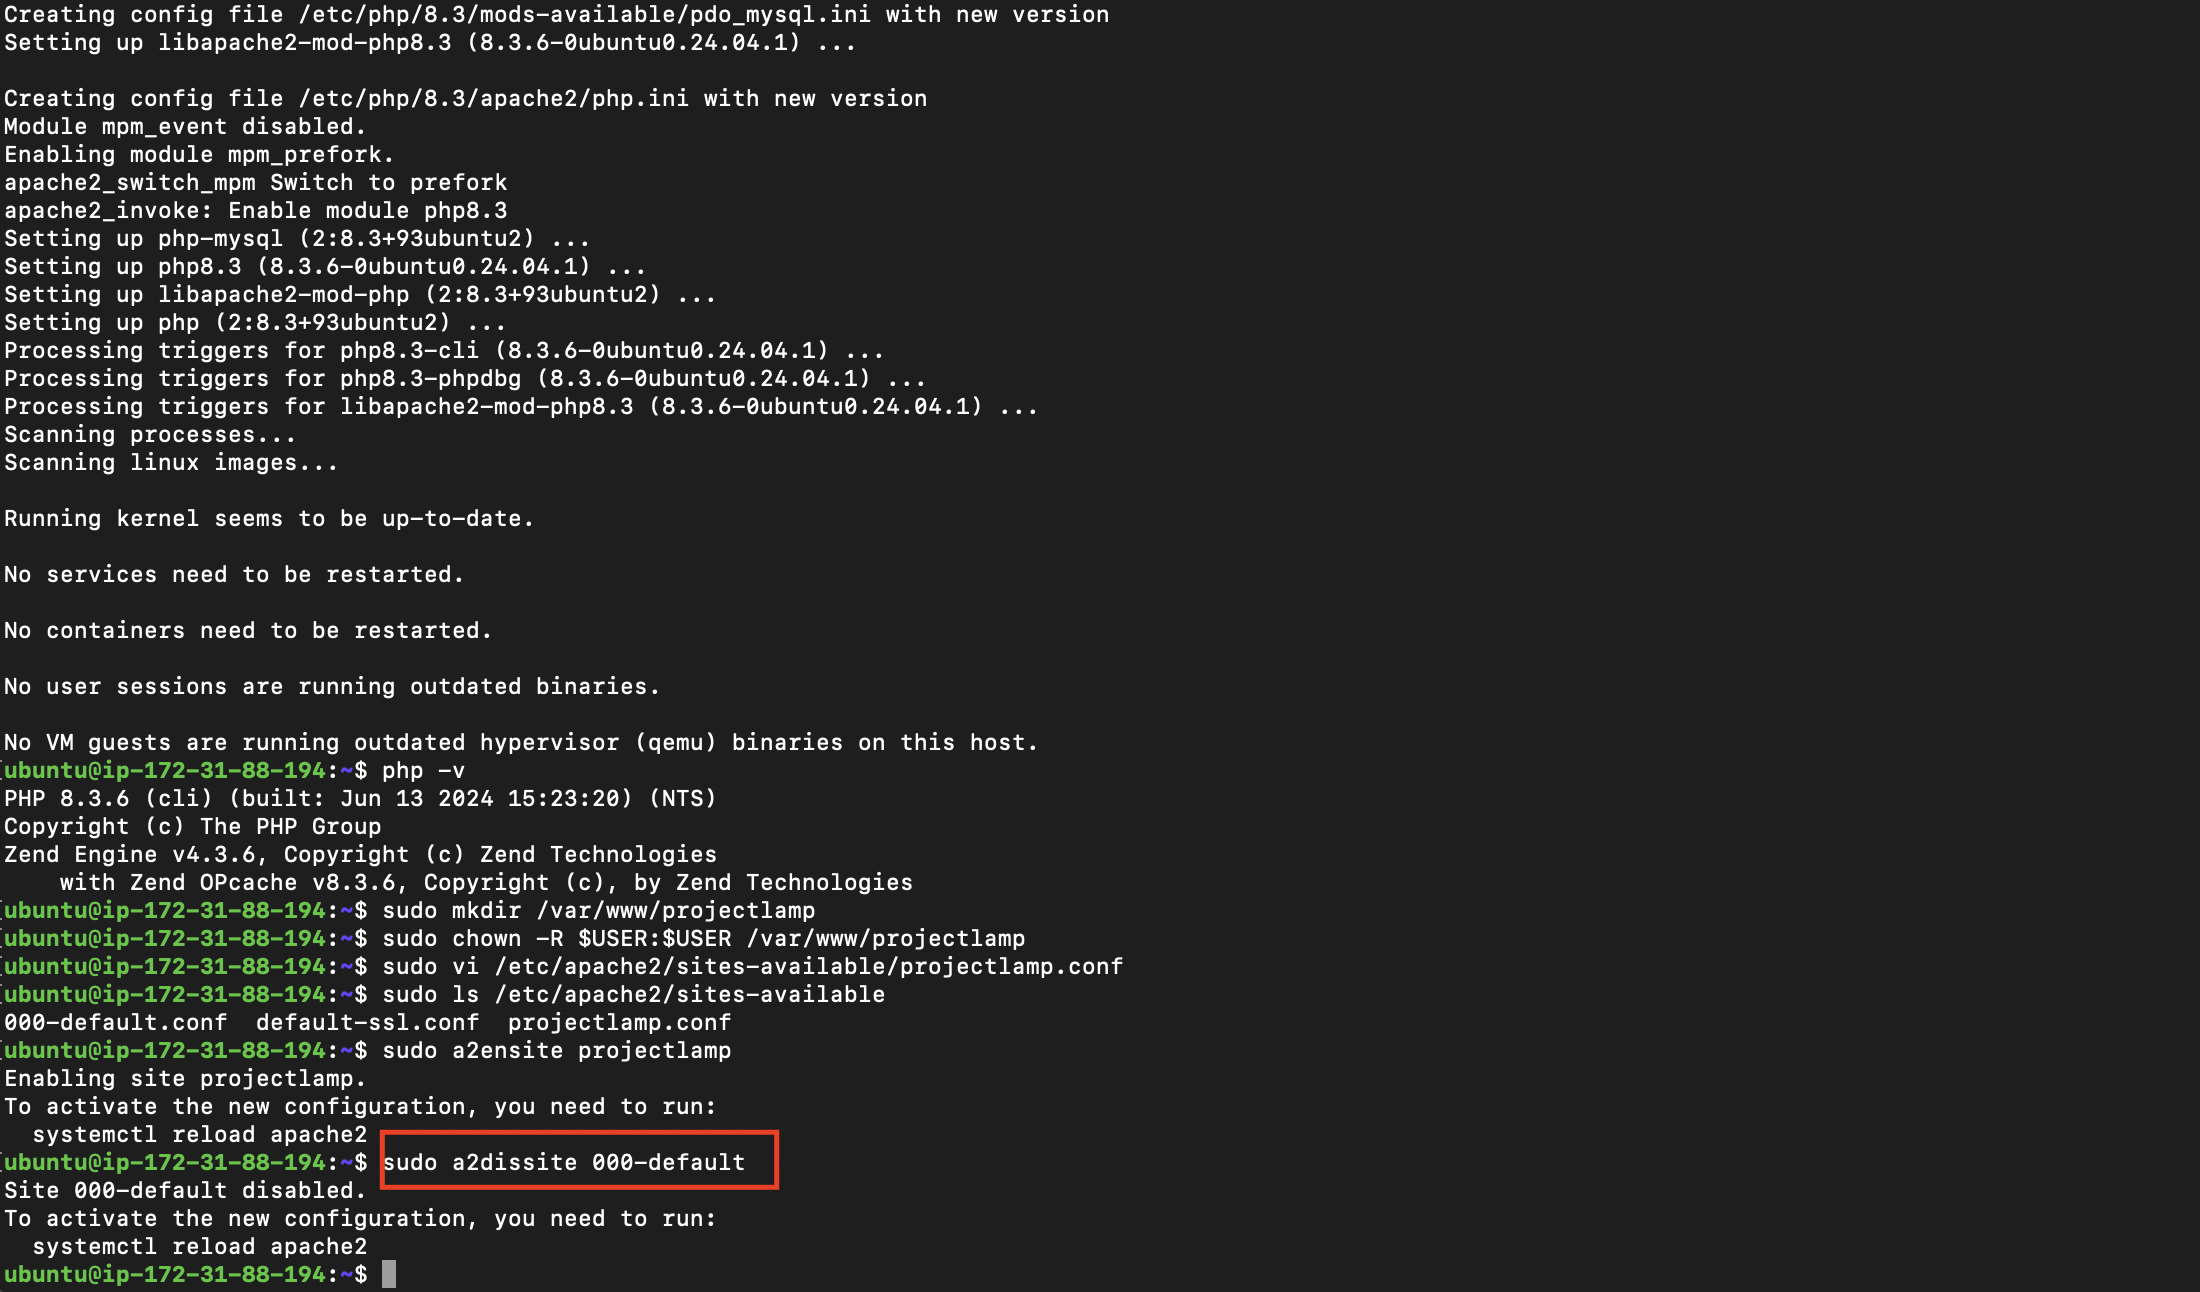 Creating config file /etc/php/8.3/mods-available/pdo_mysql.ini with new version
Setting up libapache2-mod-php8.3 (8.3.6-0ubuntu0.24.04.1) ...
Creating config file /etc/php/8.3/apache2/php.ini with new version
Module mpm_event disabled.
Enabling module mpm_prefork.
apache2_switch_mpm Switch to prefork
apache2_invoke: Enable module php8.3
Setting up php-mysql (2:8.3+93ubuntu2) ...
Setting up php8.3 (8.3.6-0ubuntu0.24.04.1) ...
Setting up libapache2-mod-php (2:8.3+93ubuntu2) ...
Setting up php (2:8.3+93ubuntu2) ...
Processing triggers for php8.3-cli (8.3.6-0ubuntu0.24.04.1) ...
Processing triggers for php8.3-phpdbg (8.3.6-0ubuntu0.24.04.1) ...
Processing triggers for libapache2-mod-php8.3 (8.3.6-0ubuntu0.24.04.1) ...
Scanning processes...
Scanning linux images...
Running kernel seems to be up-to-date.
No services need to be restarted.
No containers need to be restarted.
No user sessions are running outdated binaries.
No VM guests are running outdated hypervisor (qemu) binaries on this host.
ubuntu@ip-172-31-88-194:~$ php -v
PHP 8.3.6 (cli) (built: Jun 13 2024 15:23:20) (NTS)
Copyright (c) The PHP Group
Zend Engine v4.3.6, Copyright (c) Zend Technologies
    with Zend OPcache v8.3.6, Copyright (c), by Zend Technologies
ubuntu@ip-172-31-88-194:~$ sudo mkdir /var/www/projectlamp
ubuntu@ip-172-31-88-194:~$ sudo chown -R $USER:$USER /var/www/projectlamp
ubuntu@ip-172-31-88-194:~$ sudo vi /etc/apache2/sites-available/projectlamp.conf
ubuntu@ip-172-31-88-194:~$ sudo ls /etc/apache2/sites-available
000-default.conf  default-ssl.conf  projectlamp.conf
ubuntu@ip-172-31-88-194:~$ sudo a2ensite projectlamp
Enabling site projectlamp.
To activate the new configuration, you need to run:
  systemctl reload apache2
ubuntu@ip-172-31-88-194:~$ sudo a2dissite 000-default
Site 000-default disabled.
To activate the new configuration, you need to run:
  systemctl reload apache2
ubuntu@ip-172-31-88-194:~$